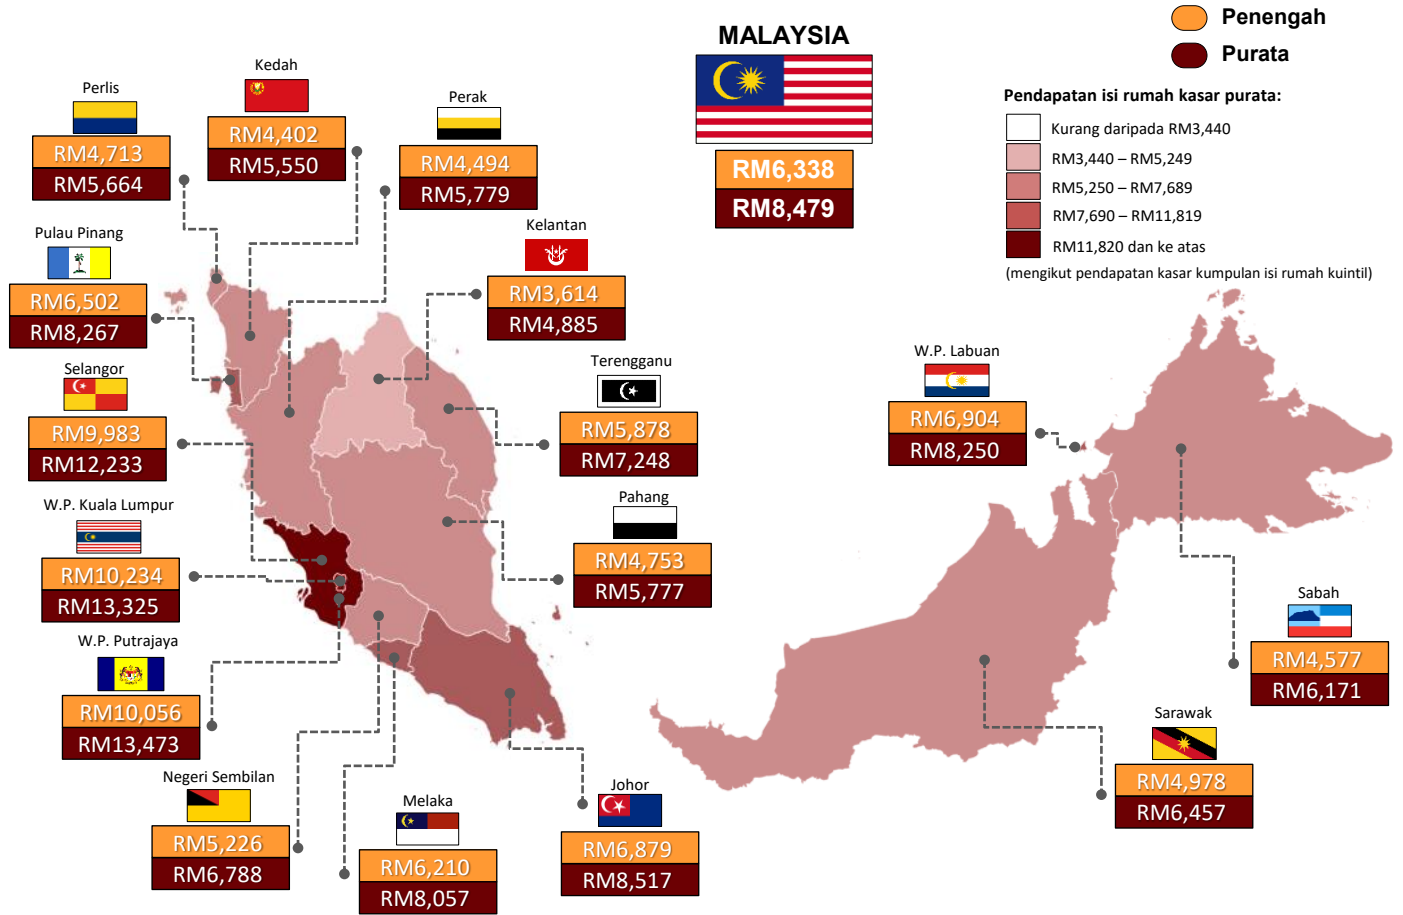 Penengah
Purata
MALAYSIA
RM6,338
RM8,479
Pendapatan isi rumah kasar purata:
Kurang daripada RM3,440
RM3,440 – RM5,249
RM5,250 – RM7,689
RM7,690 – RM11,819
RM11,820 dan ke atas
(mengikut pendapatan kasar kumpulan isi rumah kuintil)
Perlis
RM4,713
RM5,664
Kedah
RM4,402
RM5,550
Perak
RM4,494
RM5,779
Pulau Pinang
RM6,502
RM8,267
Kelantan
RM3,614
RM4,885
Selangor
RM9,983
RM12,233
Terengganu
RM5,878
RM7,248
W.P. Labuan
RM6,904
RM8,250
W.P. Kuala Lumpur
RM10,234
RM13,325
Pahang
RM4,753
RM5,777
W.P. Putrajaya
RM10,056
RM13,473
Sabah
RM4,577
RM6,171
Negeri Sembilan
RM5,226
RM6,788
Melaka
RM6,210
RM8,057
Johor
RM6,879
RM8,517
Sarawak
RM4,978
RM6,457